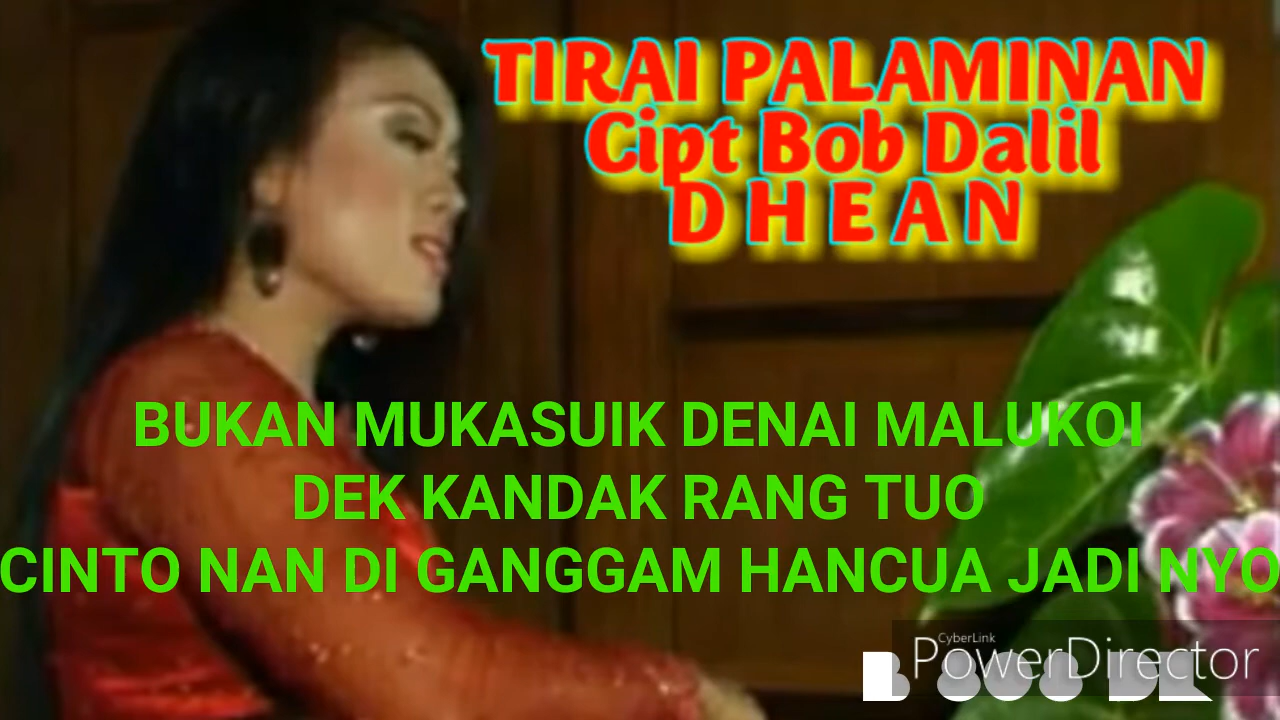 TIRAI PALAMINAN
Cipt Bob Dalil
D H E A N
BUKAN MUKASUIK DENAI MALUKOI
DEK KANDAK RANG TUO
CINTO NAN DI GANGGAM HANCUA JADI NYO
CyberLink
PowerDirector